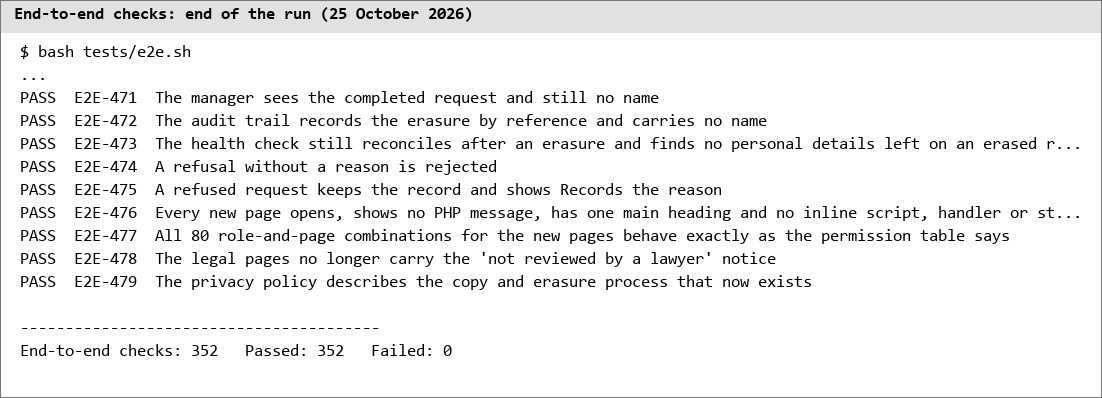 End-to-end checks: end of the run (25 October 2026)
$ bash tests/e2e.sh
...
PASS  E2E-471  The manager sees the completed request and still no name
PASS  E2E-472  The audit trail records the erasure by reference and carries no name
PASS  E2E-473  The health check still reconciles after an erasure and finds no personal details left on an erased r...
PASS  E2E-474  A refusal without a reason is rejected
PASS  E2E-475  A refused request keeps the record and shows Records the reason
PASS  E2E-476  Every new page opens, shows no PHP message, has one main heading and no inline script, handler or st...
PASS  E2E-477  All 80 role-and-page combinations for the new pages behave exactly as the permission table says
PASS  E2E-478  The legal pages no longer carry the 'not reviewed by a lawyer' notice
PASS  E2E-479  The privacy policy describes the copy and erasure process that now exists
----------------------------------------
End-to-end checks: 352   Passed: 352   Failed: 0